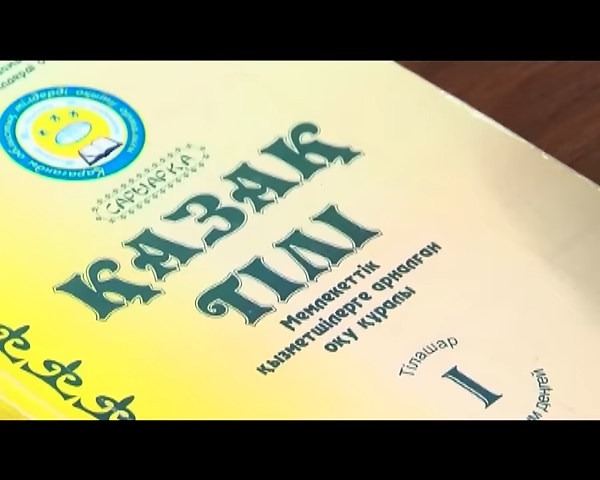 САРЫАРҚА
ҚАЗАҚ
ТІЛІ
Мемлекеттік
қызметшілерге арналған
оқу құралы
Тілашар
I